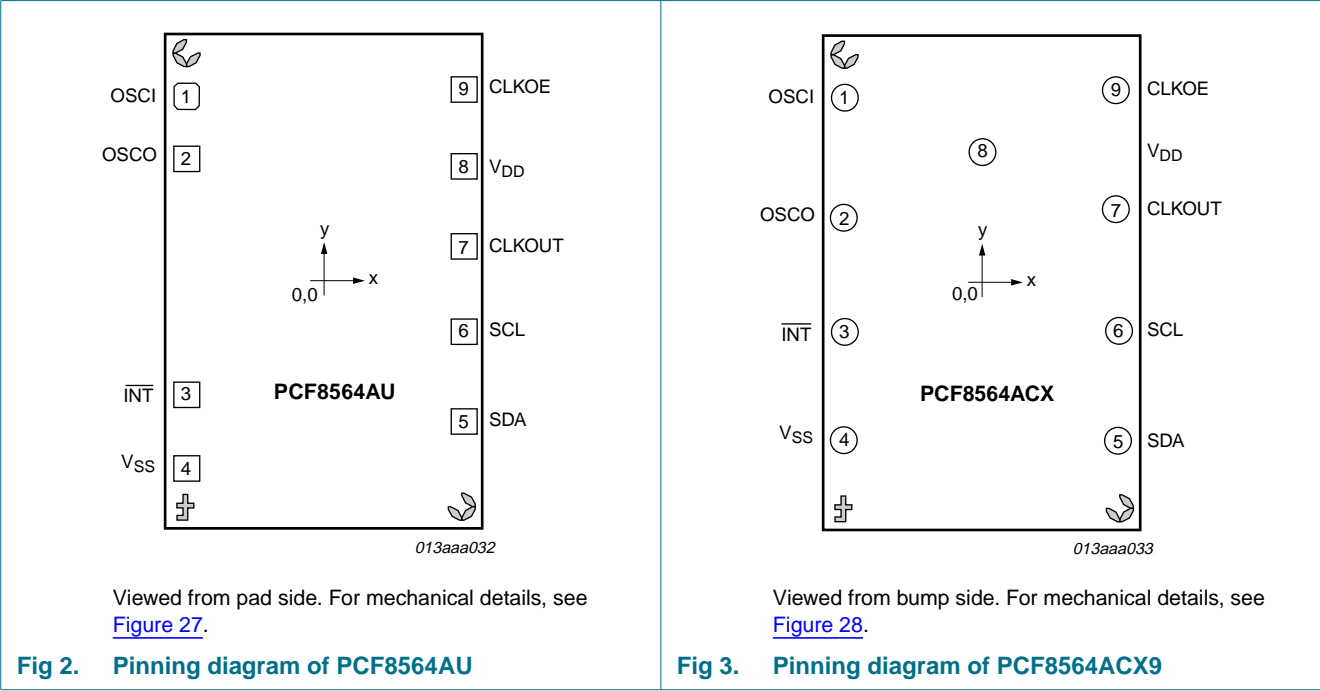 OSCI 1 9 CLKOE
OSCO 2 8 VDD
7 CLKOUT
y
x
0,0
6 SCL
INT 3 PCF8564AU
5 SDA
VSS 4
013aaa032
Viewed from pad side. For mechanical details, see
Figure 27.
Fig 2. Pinning diagram of PCF8564AU
OSCI 1 9 CLKOE
8 VDD
OSCO 2 7 CLKOUT
y
x
0,0
INT 3 6 SCL
PCF8564ACX
VSS 4 5 SDA
013aaa033
Viewed from bump side. For mechanical details, see
Figure 28.
Fig 3. Pinning diagram of PCF8564ACX9